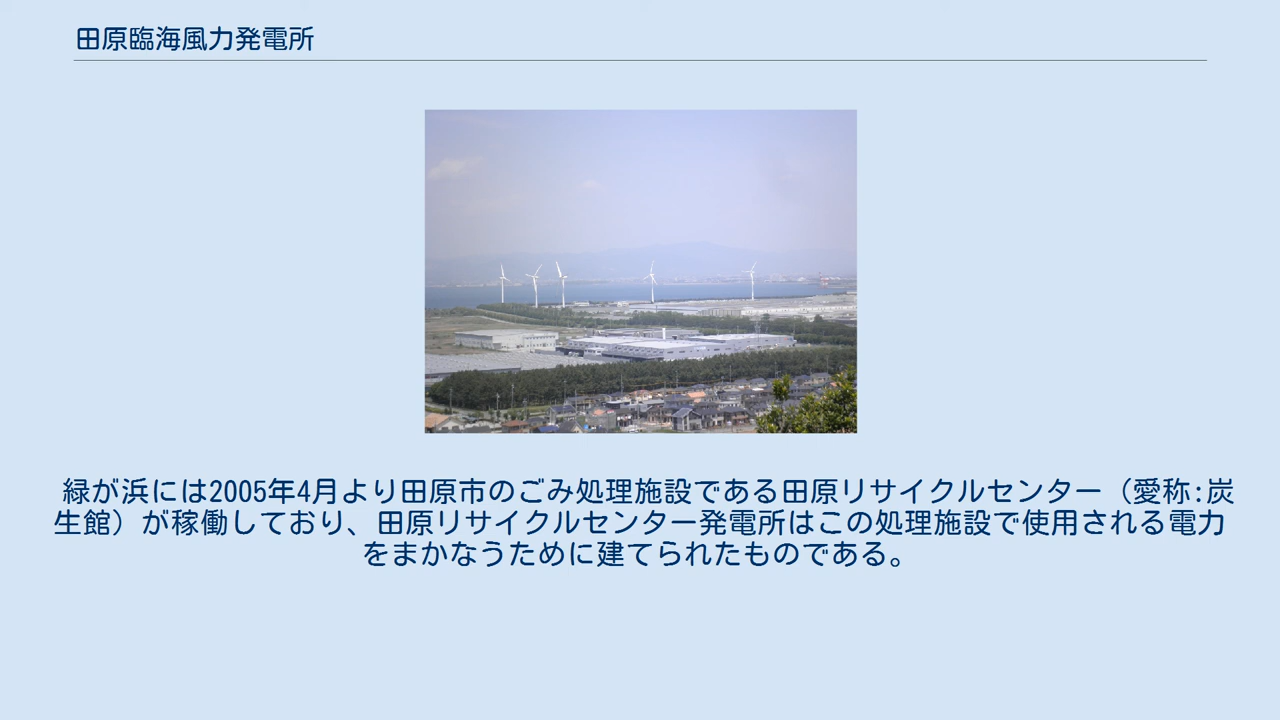 田原臨海風力発電所
緑が浜には2005年4月より田原市のごみ処理施設である田原リサイクルセンター（愛称:炭
生館）が稼働しており、田原リサイクルセンター発電所はこの処理施設で使用される電力
をまかなうために建てられたものである。